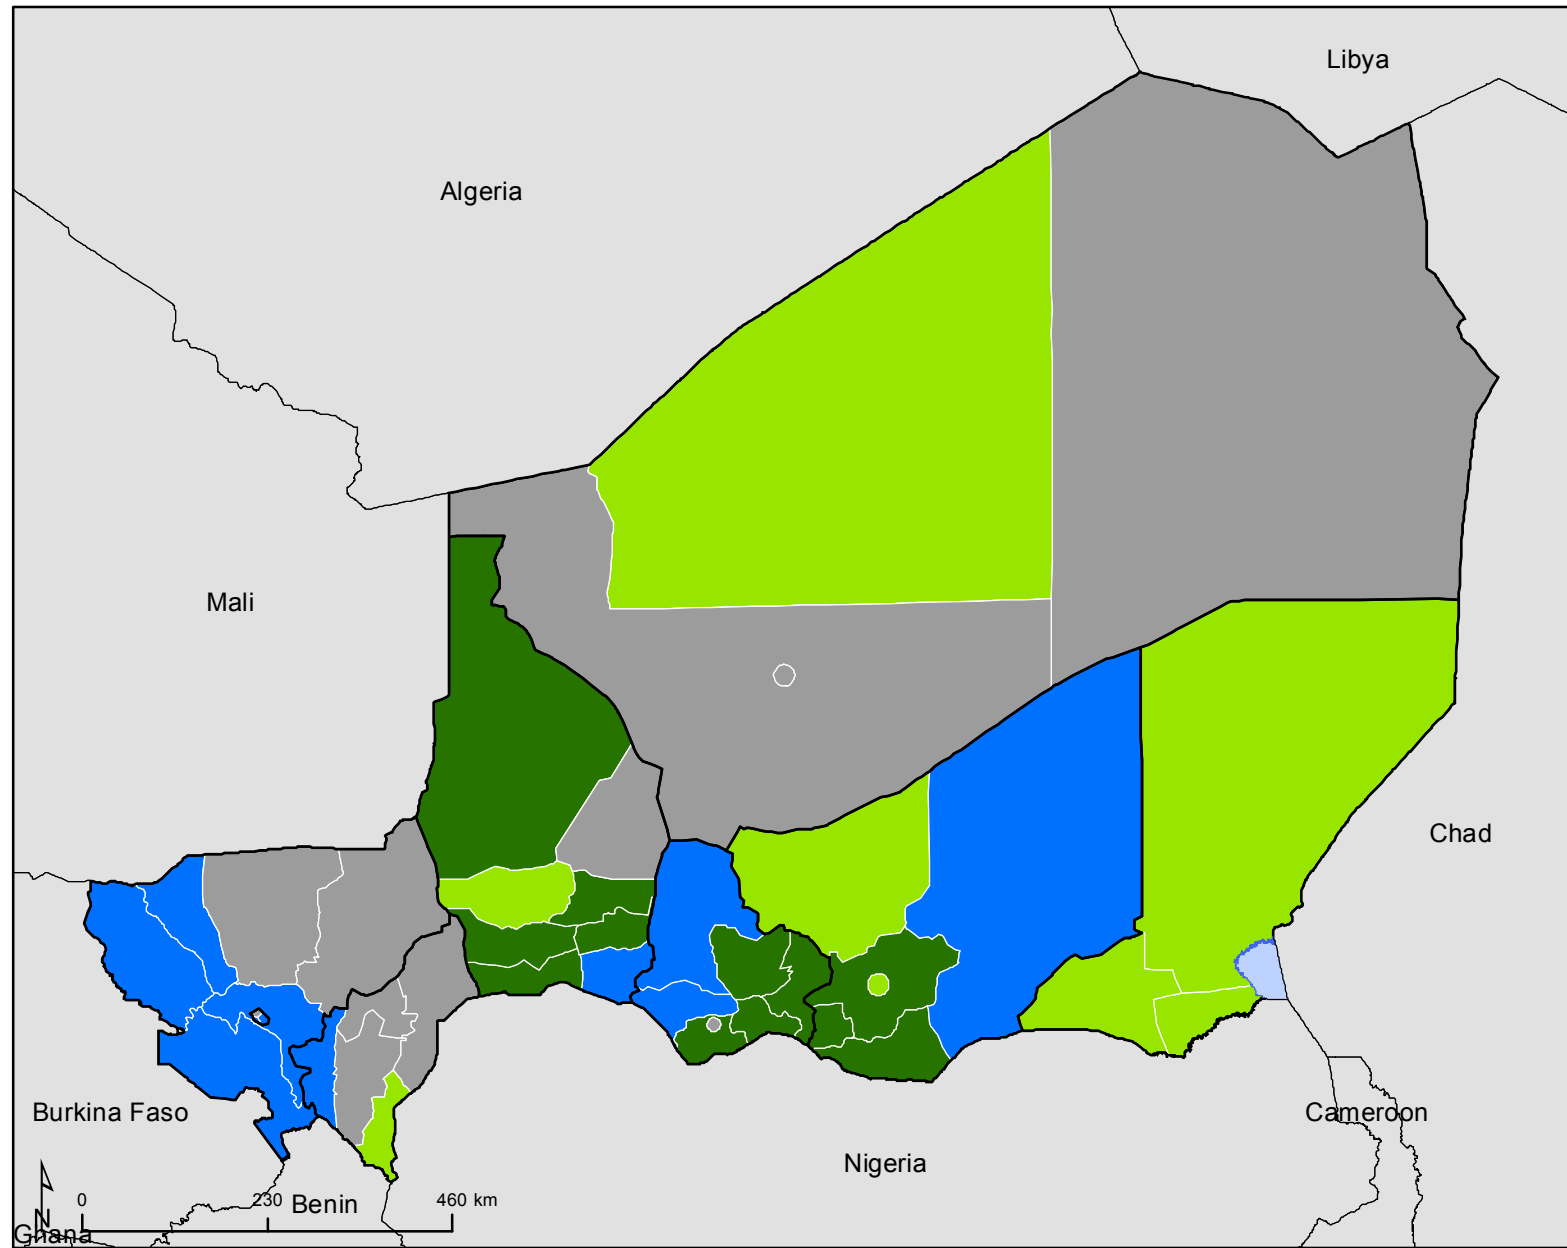 Libya
Algeria
Mali
Chad
Burkina Faso
Cameroon
Nigeria
Benin
0 230 460 km
N
Ghana